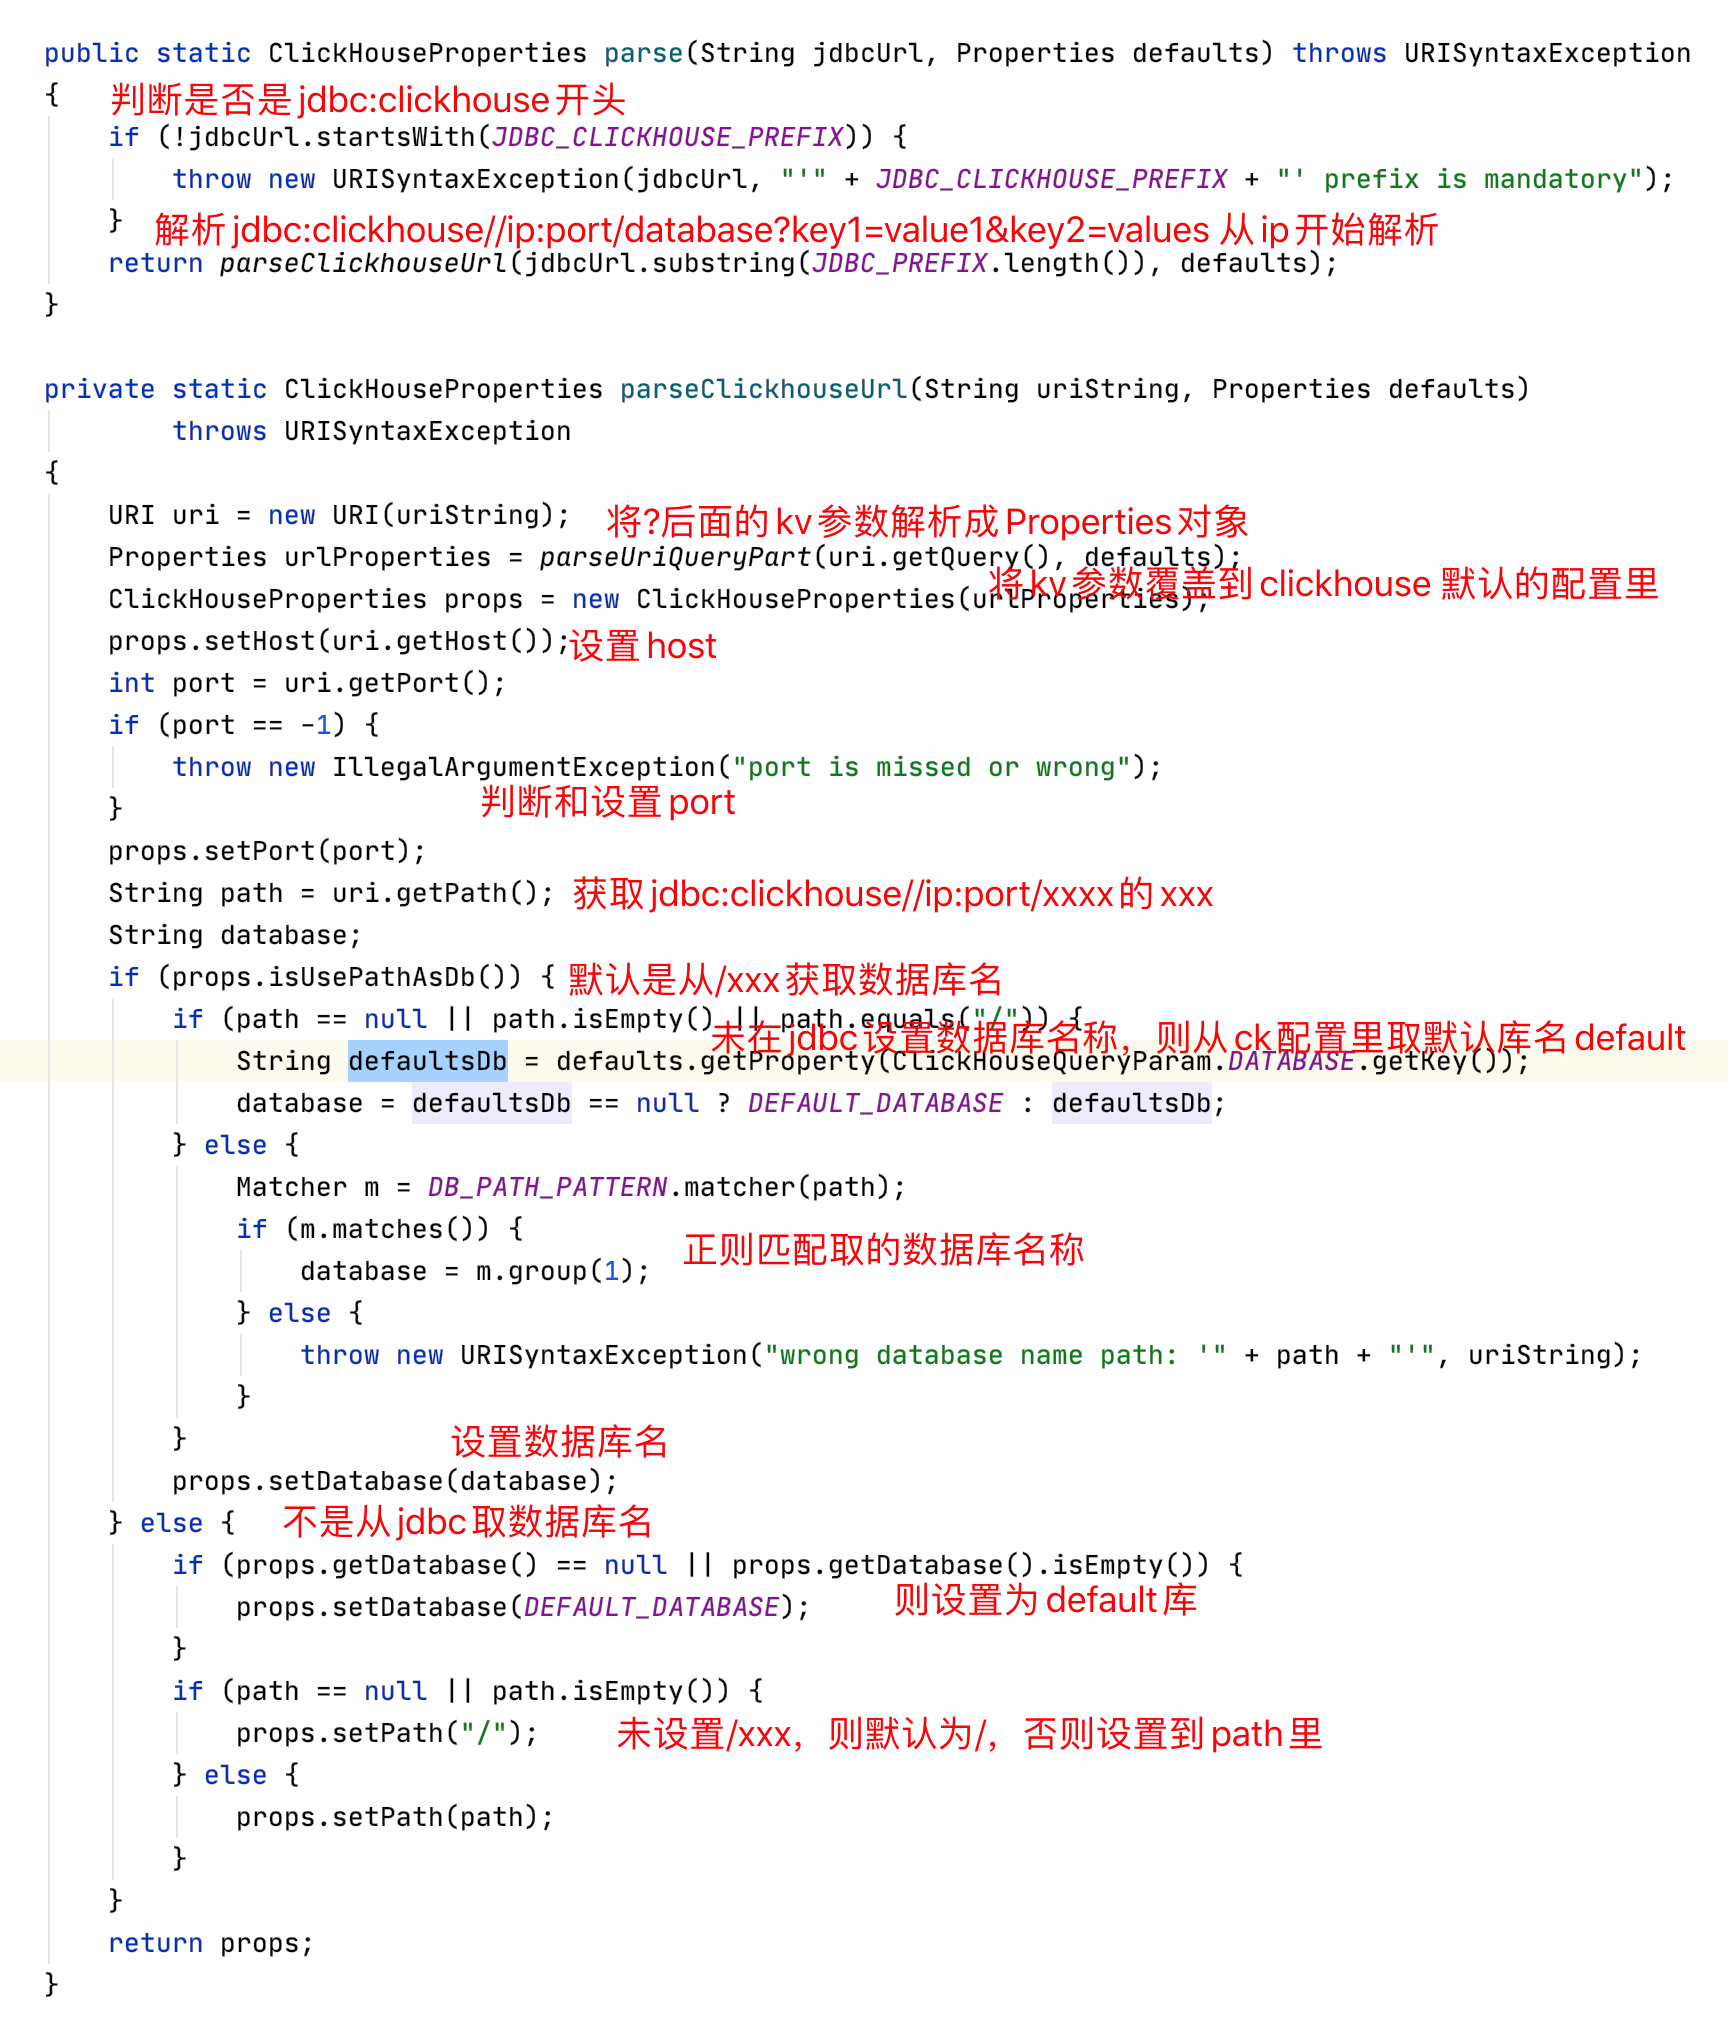 public static ClickHouseProperties parse(String jdbcUrl, Properties defaults) throws URISyntaxException
{
判断是否是jdbc:clickhouse开头
if (!jdbcUrl.startsWith(JDBC_CLICKHOUSE_PREFIX)) {
throw new URISyntaxException(jdbcUrl, "'" + JDBC_CLICKHOUSE_PREFIX + "' prefix is mandatory");
}
解析jdbc:clickhouse//ip:port/database?key1=value1&key2=values 从ip开始解析
return parseClickhouseUrl(jdbcUrl.substring(JDBC_PREFIX.length()), defaults);
}
private static ClickHouseProperties parseClickhouseUrl(String uriString, Properties defaults)
throws URISyntaxException
{
URI uri = new URI(uriString);
将?后面的kv参数解析成Properties对象
Properties urlProperties = parseUriQueryPart(uri.getQuery(), defaults);
将kv参数覆盖到clickhouse 默认的配置里
ClickHouseProperties props = new ClickHouseProperties(urlProperties);
props.setHost(uri.getHost());设置host
int port = uri.getPort();
if (port == -1) {
throw new IllegalArgumentException("port is missed or wrong");
}
判断和设置port
props.setPort(port);
String path = uri.getPath(); 获取jdbc:clickhouse//ip:port/xxxx的xxx
String database;
if (props.isUsePathAsDb()) { 默认是从/xxx获取数据库名
if (path == null || path.isEmpty() || path.equals("/")) {
未在jdbc设置数据库名称，则从ck配置里取默认库名default
String defaultsDb = defaults.getProperty(ClickHouseQueryParam.DATABASE.getKey());
database = defaultsDb == null ? DEFAULT_DATABASE : defaultsDb;
} else {
Matcher m = DB_PATH_PATTERN.matcher(path);
if (m.matches()) {
正则匹配取的数据库名称
database = m.group(1);
} else {
throw new URISyntaxException("wrong database name path: '" + path + "'", uriString);
}
}
设置数据库名
props.setDatabase(database);
} else { 不是从jdbc取数据库名
if (props.getDatabase() == null || props.getDatabase().isEmpty()) {
则设置为default库
props.setDatabase(DEFAULT_DATABASE);
}
if (path == null || path.isEmpty()) {
props.setPath("/"); 未设置/xxx，则默认为/，否则设置到path里
} else {
props.setPath(path);
}
}
return props;
}